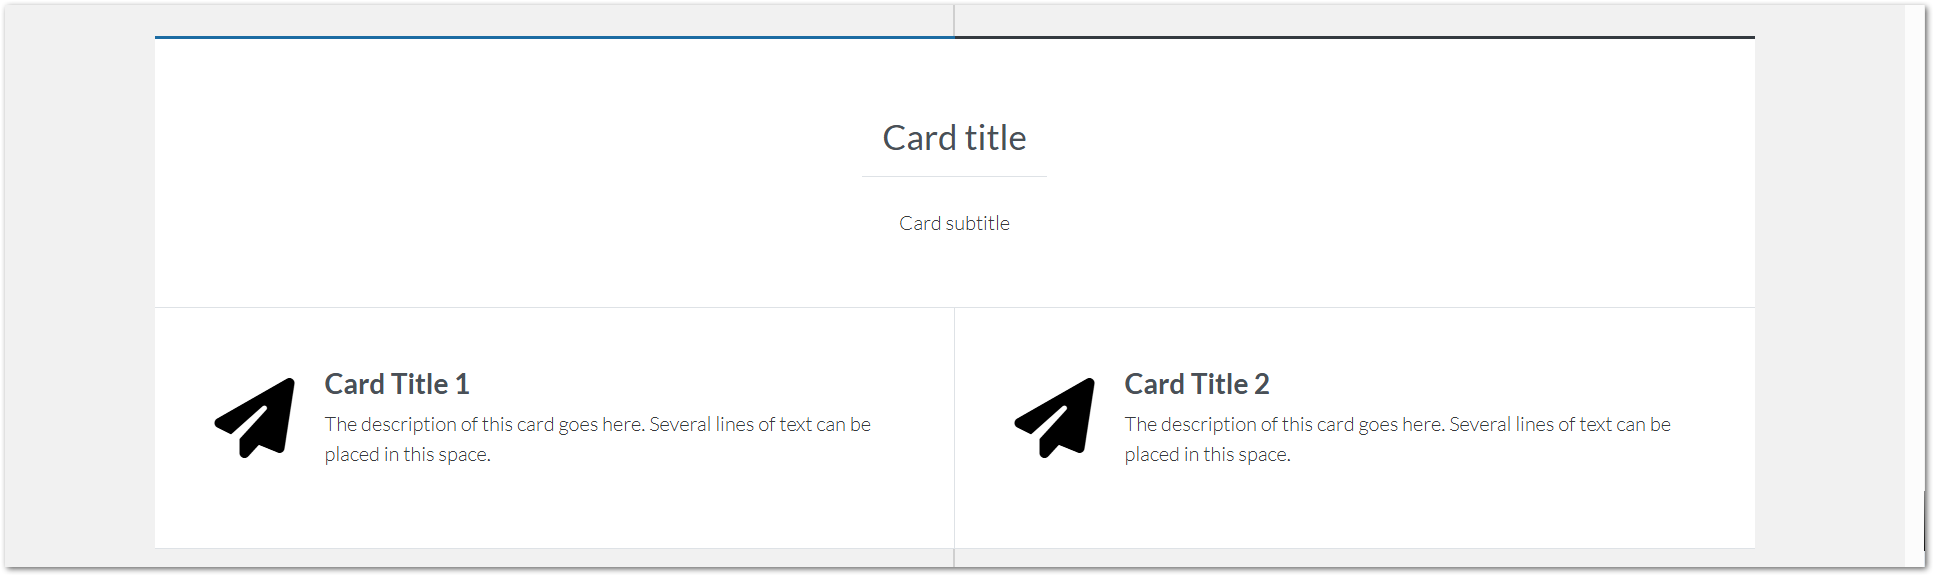 Card title
Card subtitle
Card Title 1
The description of this card goes here. Several lines of text can be
placed in this space.
Card Title 2
The description of this card goes here. Several lines of text can be
placed in this space.